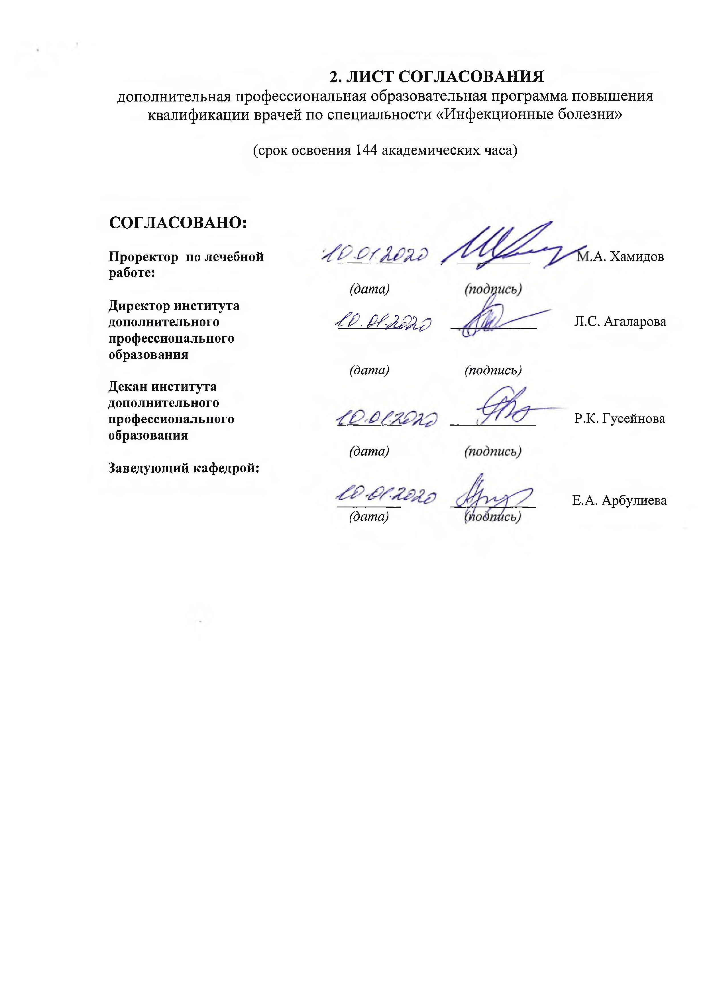 2. ЛИСТ СОГЛАСОВАНИЯ
дополнительная профессиональная образовательная программа повышения
квалификации врачей по специальности «Инфекционные болезни»
(срок освоения 144 академических часа)
СОГЛАСОВАНО:
Проректор по лечебной
работе:
10.01.2020
М.А. Хамидов
(дата) (подпись)
Директор института
дополнительного
профессионального
образования
10.01.2020
Л.С. Агаларова
(дата) (подпись)
Декан института
дополнительного
профессионального
образования
10.01.2020
Р.К. Гусейнова
(дата) (подпись)
Заведующий кафедрой:
10.01.2020
Е.А. Арбулиева
(дата) (подпись)